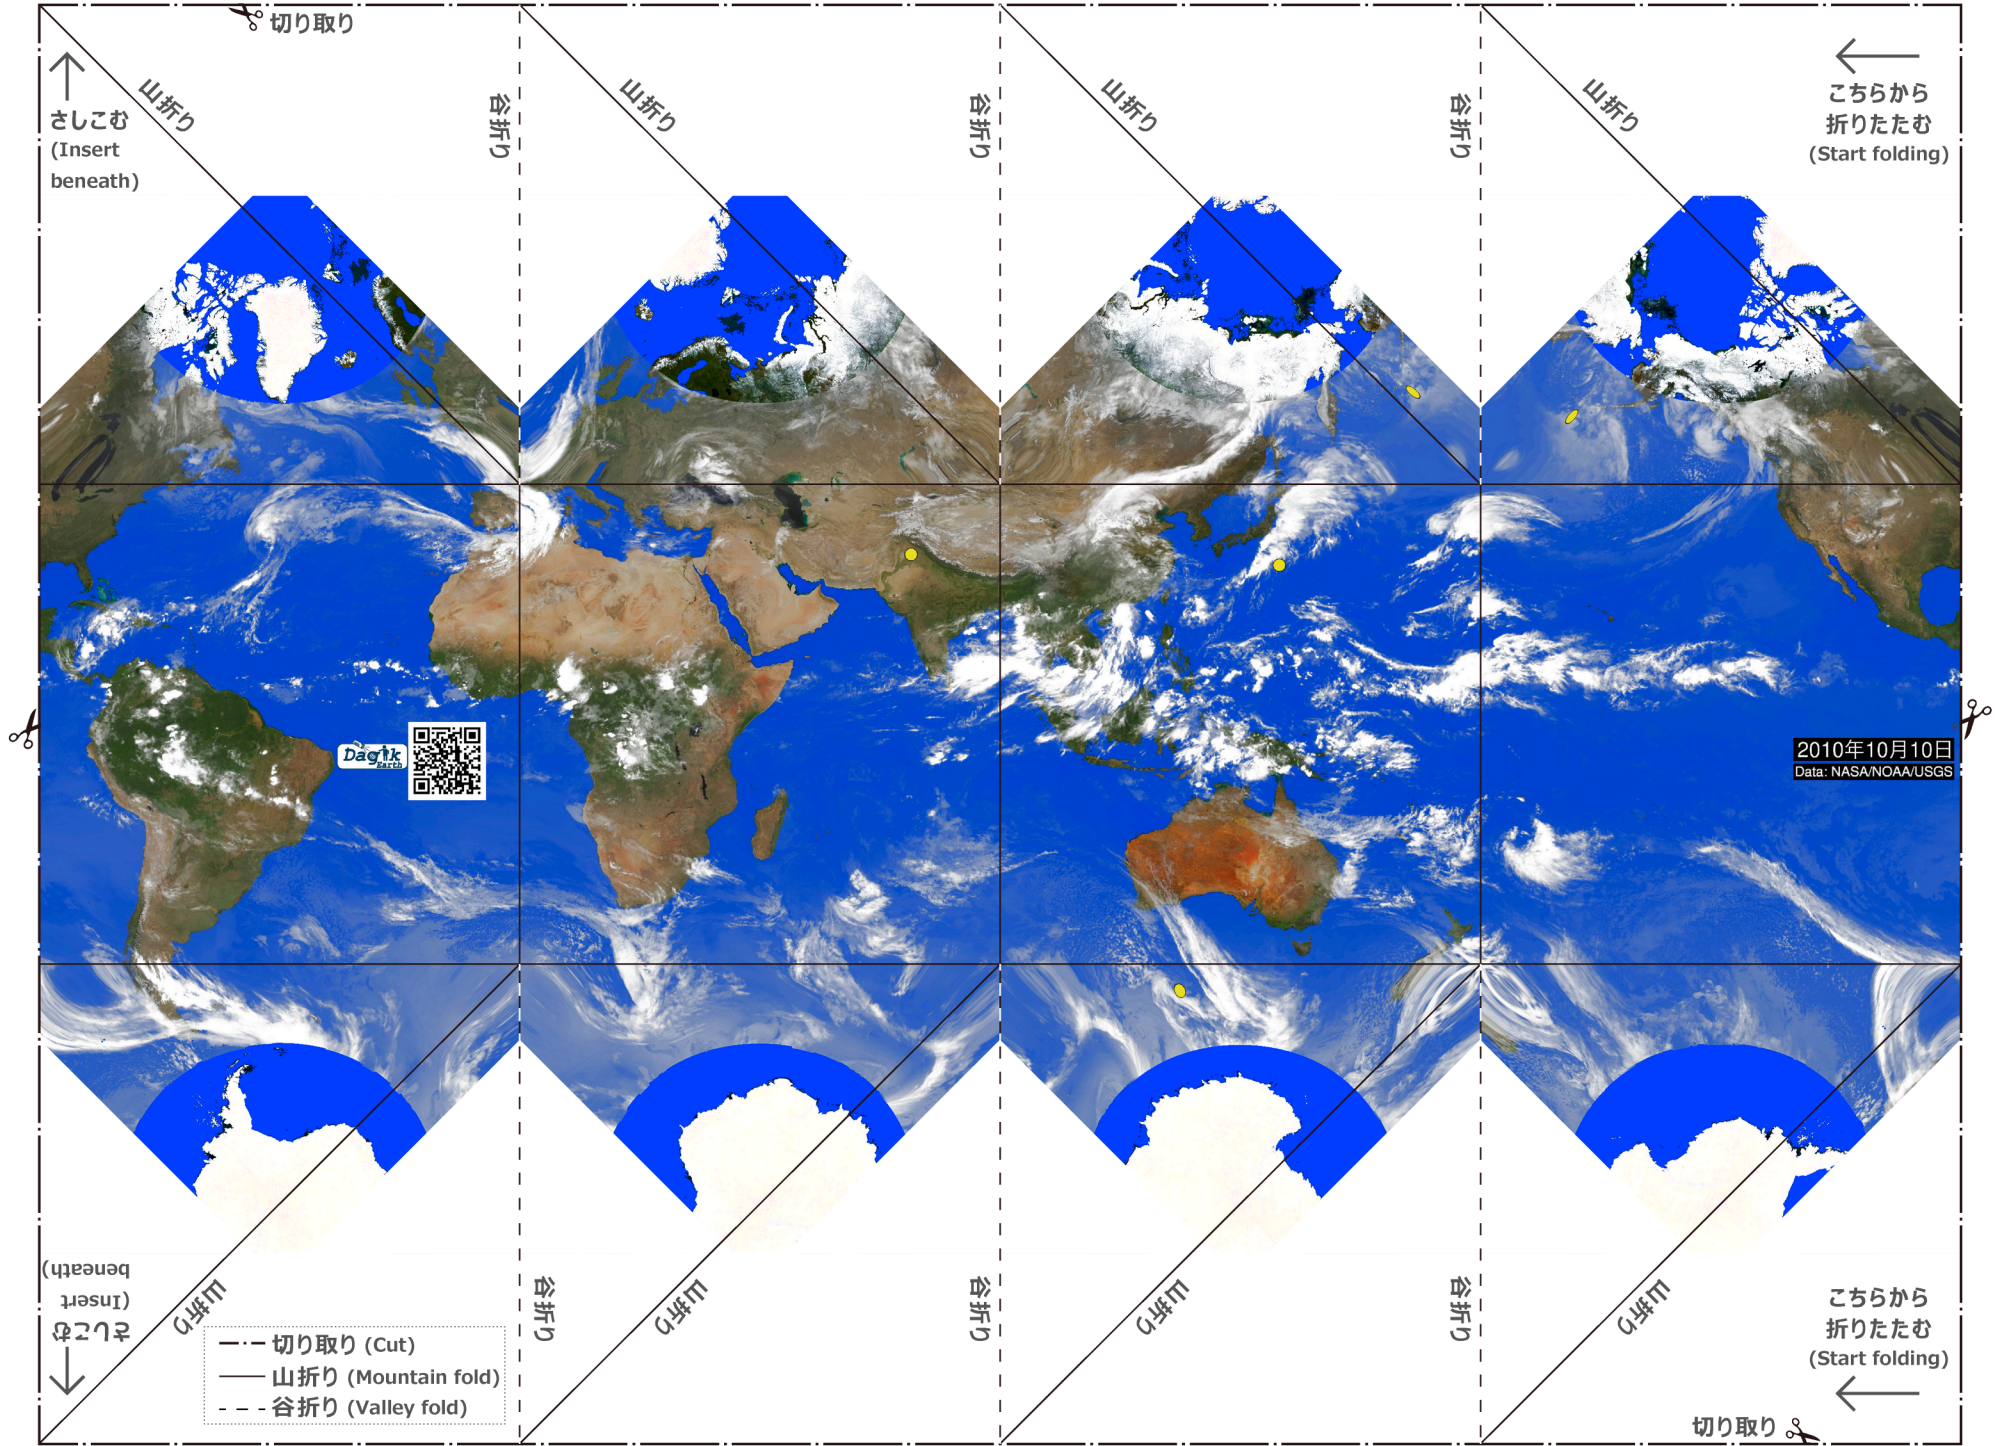 切り取り
さしこむ
(Insert
beneath)
山折り
谷折り
山折り
谷折り
山折り
谷折り
山折り
こちらから
折りたたむ
(Start folding)
Dagik
Earth
2010年10月10日
Data: NASA/NOAA/USGS
さしこむ
(Insert
beneath)
山折り
谷折り
山折り
谷折り
山折り
谷折り
山折り
こちらから
折りたたむ
(Start folding)
切り取り (Cut)
山折り (Mountain fold)
谷折り (Valley fold)
切り取り